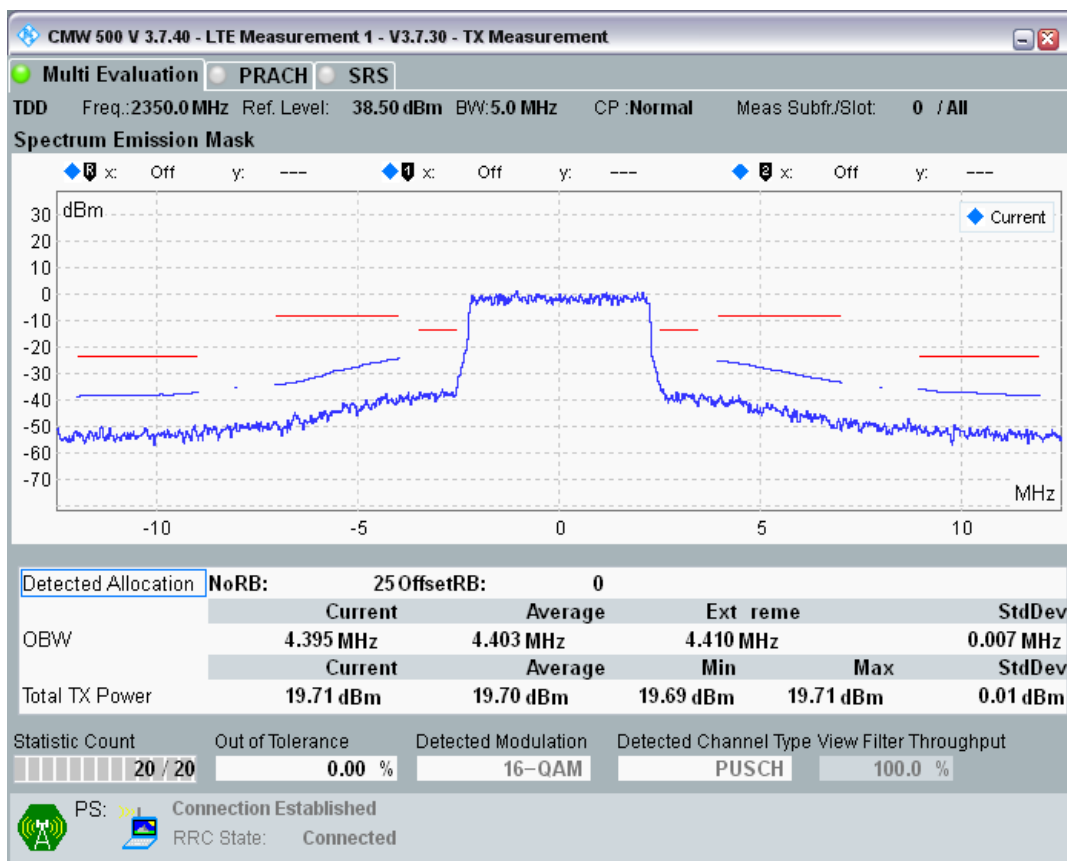 CMW 500 V 3.7.40 - LTE Measurement 1 - V3.7.30 - TX Measurement
Multi Evaluation PRACH SRS
TDD Freq.:2350.0 MHz Ref. Level: 38.50 dBm BW:5.0 MHz CP :Normal Meas Subfr./Slot: 0 / All
Spectrum Emission Mask
R x: Off y: --- 1 x: Off y: --- 2 x: Off y: ---
dBm
Current
30
20
10
0
-10
-20
-30
-40
-50
-60
-70
MHz
-10 -5 0 5 10
Detected Allocation NoRB: 25 OffsetRB: 0
Current Average Ext reme StdDev
OBW 4.395 MHz 4.403 MHz 4.410 MHz 0.007 MHz
Current Average Min Max StdDev
Total TX Power 19.71 dBm 19.70 dBm 19.69 dBm 19.71 dBm 0.01 dBm
Statistic Count Out of Tolerance Detected Modulation Detected Channel Type View Filter Throughput
20 / 20 0.00 % 16-QAM PUSCH 100.0 %
PS: Connection Established
RRC State: Connected